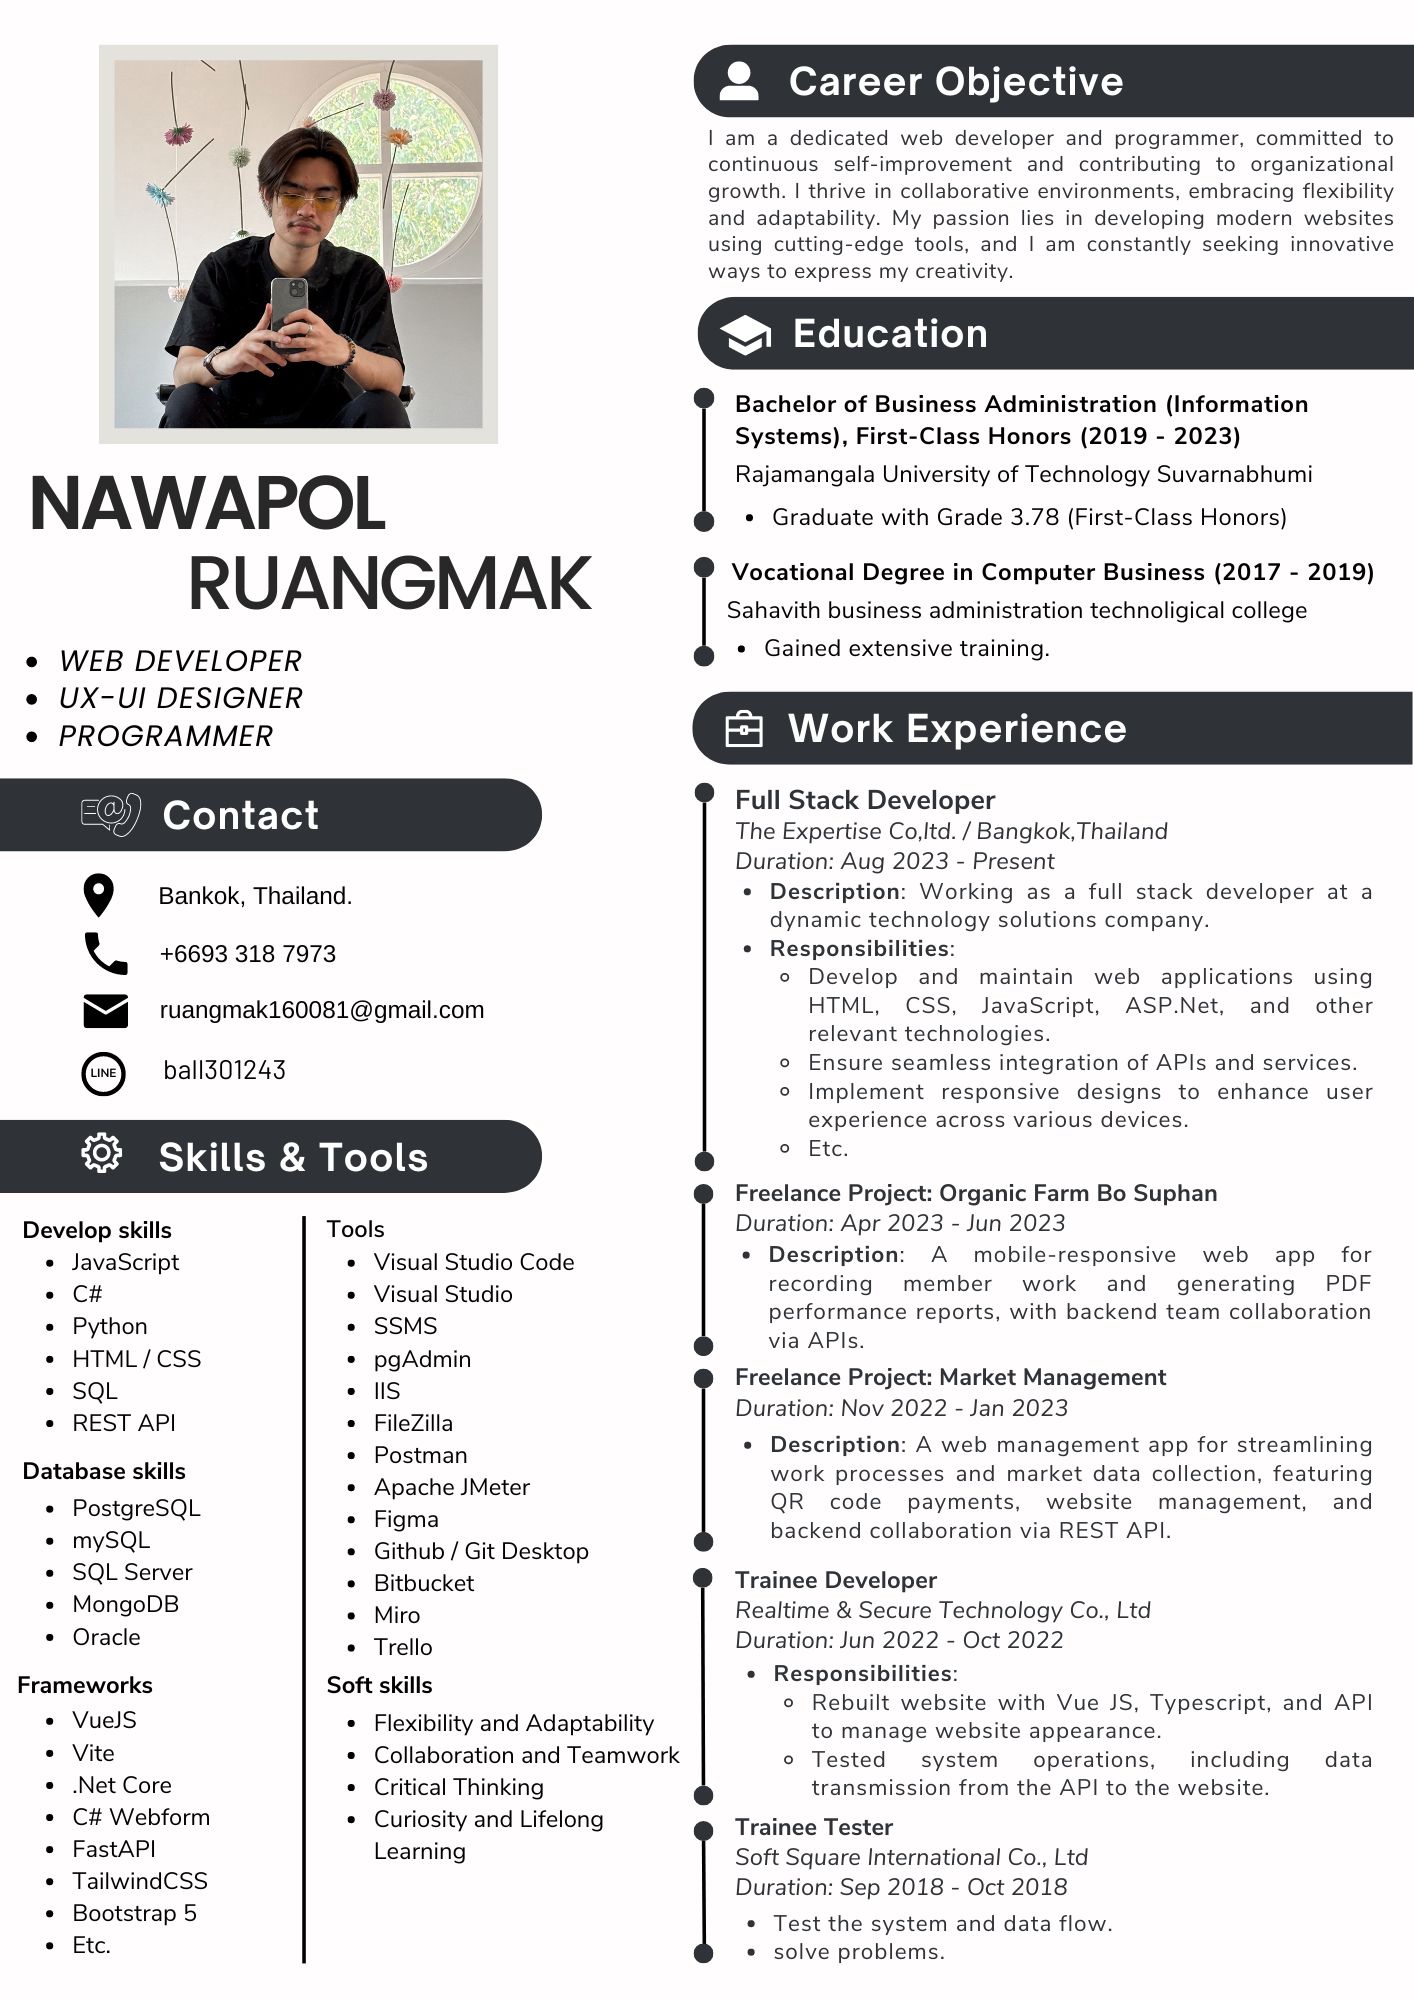 NAWAPOL
RUANGMAK
• WEB DEVELOPER
• UX-UI DESIGNER
• PROGRAMMER
Contact
Bankok, Thailand.
+6693 318 7973
ruangmak160081@gmail.com
LINE
ball301243
Skills & Tools
Develop skills
• JavaScript
• C#
• Python
• HTML / CSS
• SQL
• REST API
Database skills
• PostgreSQL
• mySQL
• SQL Server
• MongoDB
• Oracle
Frameworks
• VueJS
• Vite
• .Net Core
• C# Webform
• FastAPI
• TailwindCSS
• Bootstrap 5
• Etc.
Tools
• Visual Studio Code
• Visual Studio
• SSMS
• pgAdmin
• IIS
• FileZilla
• Postman
• Apache JMeter
• Figma
• Github / Git Desktop
• Bitbucket
• Miro
• Trello
Soft skills
• Flexibility and Adaptability
• Collaboration and Teamwork
• Critical Thinking
• Curiosity and Lifelong
Learning
Career Objective
I am a dedicated web developer and programmer, committed to
continuous self-improvement and contributing to organizational
growth. I thrive in collaborative environments, embracing flexibility
and adaptability. My passion lies in developing modern websites
using cutting-edge tools, and I am constantly seeking innovative
ways to express my creativity.
Education
Bachelor of Business Administration (Information
Systems), First-Class Honors (2019 - 2023)
Rajamangala University of Technology Suvarnabhumi
• Graduate with Grade 3.78 (First-Class Honors)
Vocational Degree in Computer Business (2017 - 2019)
Sahavith business administration technoligical college
• Gained extensive training.
Work Experience
Full Stack Developer
The Expertise Co,ltd. / Bangkok,Thailand
Duration: Aug 2023 - Present
• Description: Working as a full stack developer at a
dynamic technology solutions company.
• Responsibilities:
◦ Develop and maintain web applications using
HTML, CSS, JavaScript, ASP.Net, and other
relevant technologies.
◦ Ensure seamless integration of APIs and services.
◦ Implement responsive designs to enhance user
experience across various devices.
◦ Etc.
Freelance Project: Organic Farm Bo Suphan
Duration: Apr 2023 - Jun 2023
• Description: A mobile-responsive web app for
recording member work and generating PDF
performance reports, with backend team collaboration
via APIs.
Freelance Project: Market Management
Duration: Nov 2022 - Jan 2023
• Description: A web management app for streamlining
work processes and market data collection, featuring
QR code payments, website management, and
backend collaboration via REST API.
Trainee Developer
Realtime & Secure Technology Co., Ltd
Duration: Jun 2022 - Oct 2022
• Responsibilities:
◦ Rebuilt website with Vue JS, Typescript, and API
to manage website appearance.
◦ Tested system operations, including data
transmission from the API to the website.
Trainee Tester
Soft Square International Co., Ltd
Duration: Sep 2018 - Oct 2018
• Test the system and data flow.
• solve problems.